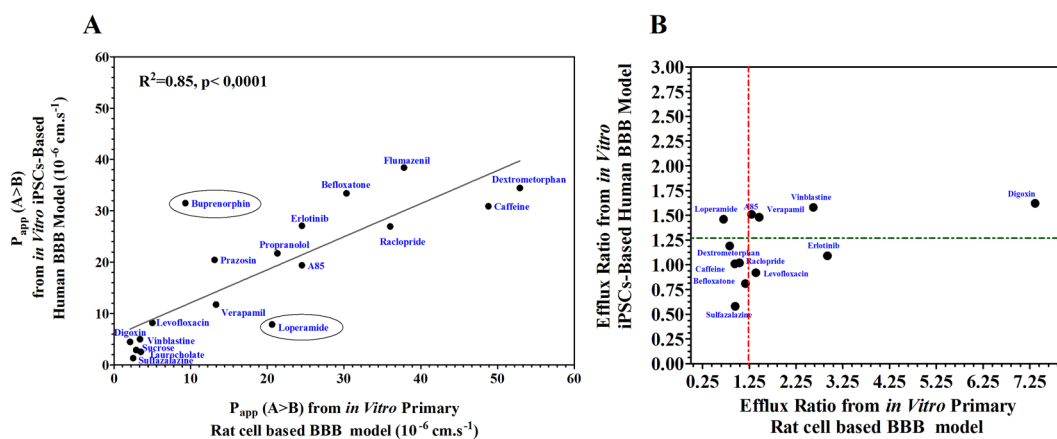 A
P_app (A>B)
from in Vitro iPSCs-Based
Human BBB Model (10^-6 cm.s^-1)
60
50
40
30
20
10
0
R^2=0.85, p< 0,0001
Flumazenil
Befloxatone
Dextrometorphan
Buprenorphin
Caffeine
Erlotinib
Raclopride
Propranolol
Prazosin
A85
Verapamil
Levofloxacin
Loperamide
Digoxin
Vinblastine
Sucrose
Taurocholate
Sulfazalazine
0 10 20 30 40 50 60
P_app (A>B) from in Vitro Primary
Rat cell based BBB model (10^-6 cm.s^-1)
B
Efflux Ratio from in Vitro
iPSCs-Based Human BBB Model
3.00
2.75
2.50
2.25
2.00
1.75
1.50
1.25
1.00
0.75
0.50
0.25
0.00
Digoxin
Vinblastine
Loperamide A85 Verapamil
Erlotinib
Dextrometorphan
Raclopride
Caffeine
Levofloxacin
Befloxatone
Sulfazalazine
0.25 1.25 2.25 3.25 4.25 5.25 6.25 7.25
Efflux Ratio from in Vitro Primary
Rat cell based BBB model